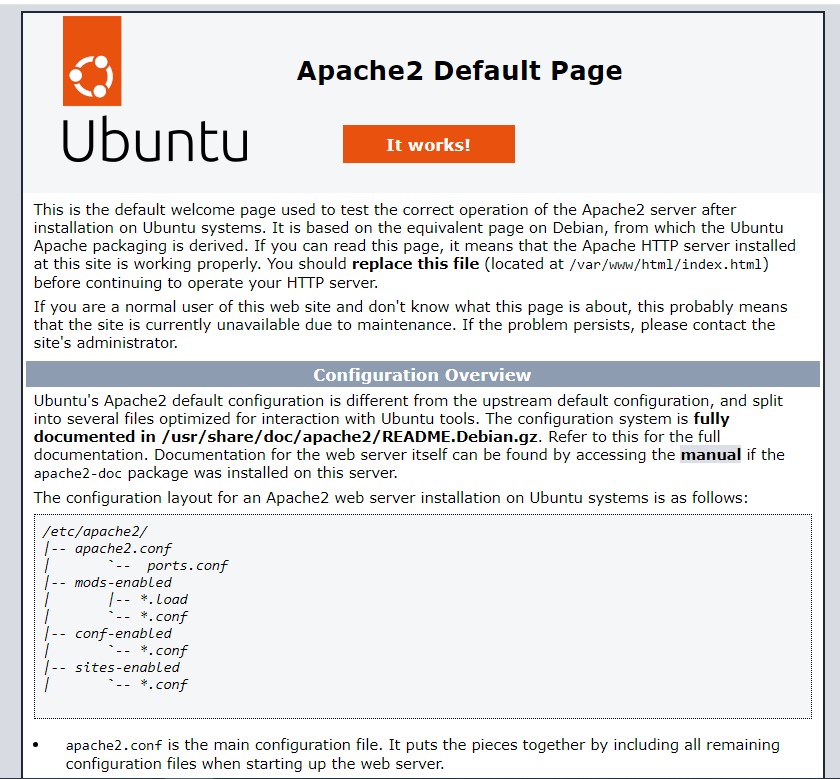 Apache2 Default Page
Ubuntu
It works!
This is the default welcome page used to test the correct operation of the Apache2 server after
installation on Ubuntu systems. It is based on the equivalent page on Debian, from which the Ubuntu
Apache packaging is derived. If you can read this page, it means that the Apache HTTP server installed
at this site is working properly. You should replace this file (located at /var/www/html/index.html)
before continuing to operate your HTTP server.
If you are a normal user of this web site and don't know what this page is about, this probably means
that the site is currently unavailable due to maintenance. If the problem persists, please contact the
site's administrator.
Configuration Overview
Ubuntu's Apache2 default configuration is different from the upstream default configuration, and split
into several files optimized for interaction with Ubuntu tools. The configuration system is fully
documented in /usr/share/doc/apache2/README.Debian.gz. Refer to this for the full
documentation. Documentation for the web server itself can be found by accessing the manual if the
apache2-doc package was installed on this server.
The configuration layout for an Apache2 web server installation on Ubuntu systems is as follows:
/etc/apache2/
|-- apache2.conf
|       `--  ports.conf
|-- mods-enabled
|       |-- *.load
|       `-- *.conf
|-- conf-enabled
|       `-- *.conf
|-- sites-enabled
|       `-- *.conf
• apache2.conf is the main configuration file. It puts the pieces together by including all remaining
configuration files when starting up the web server.